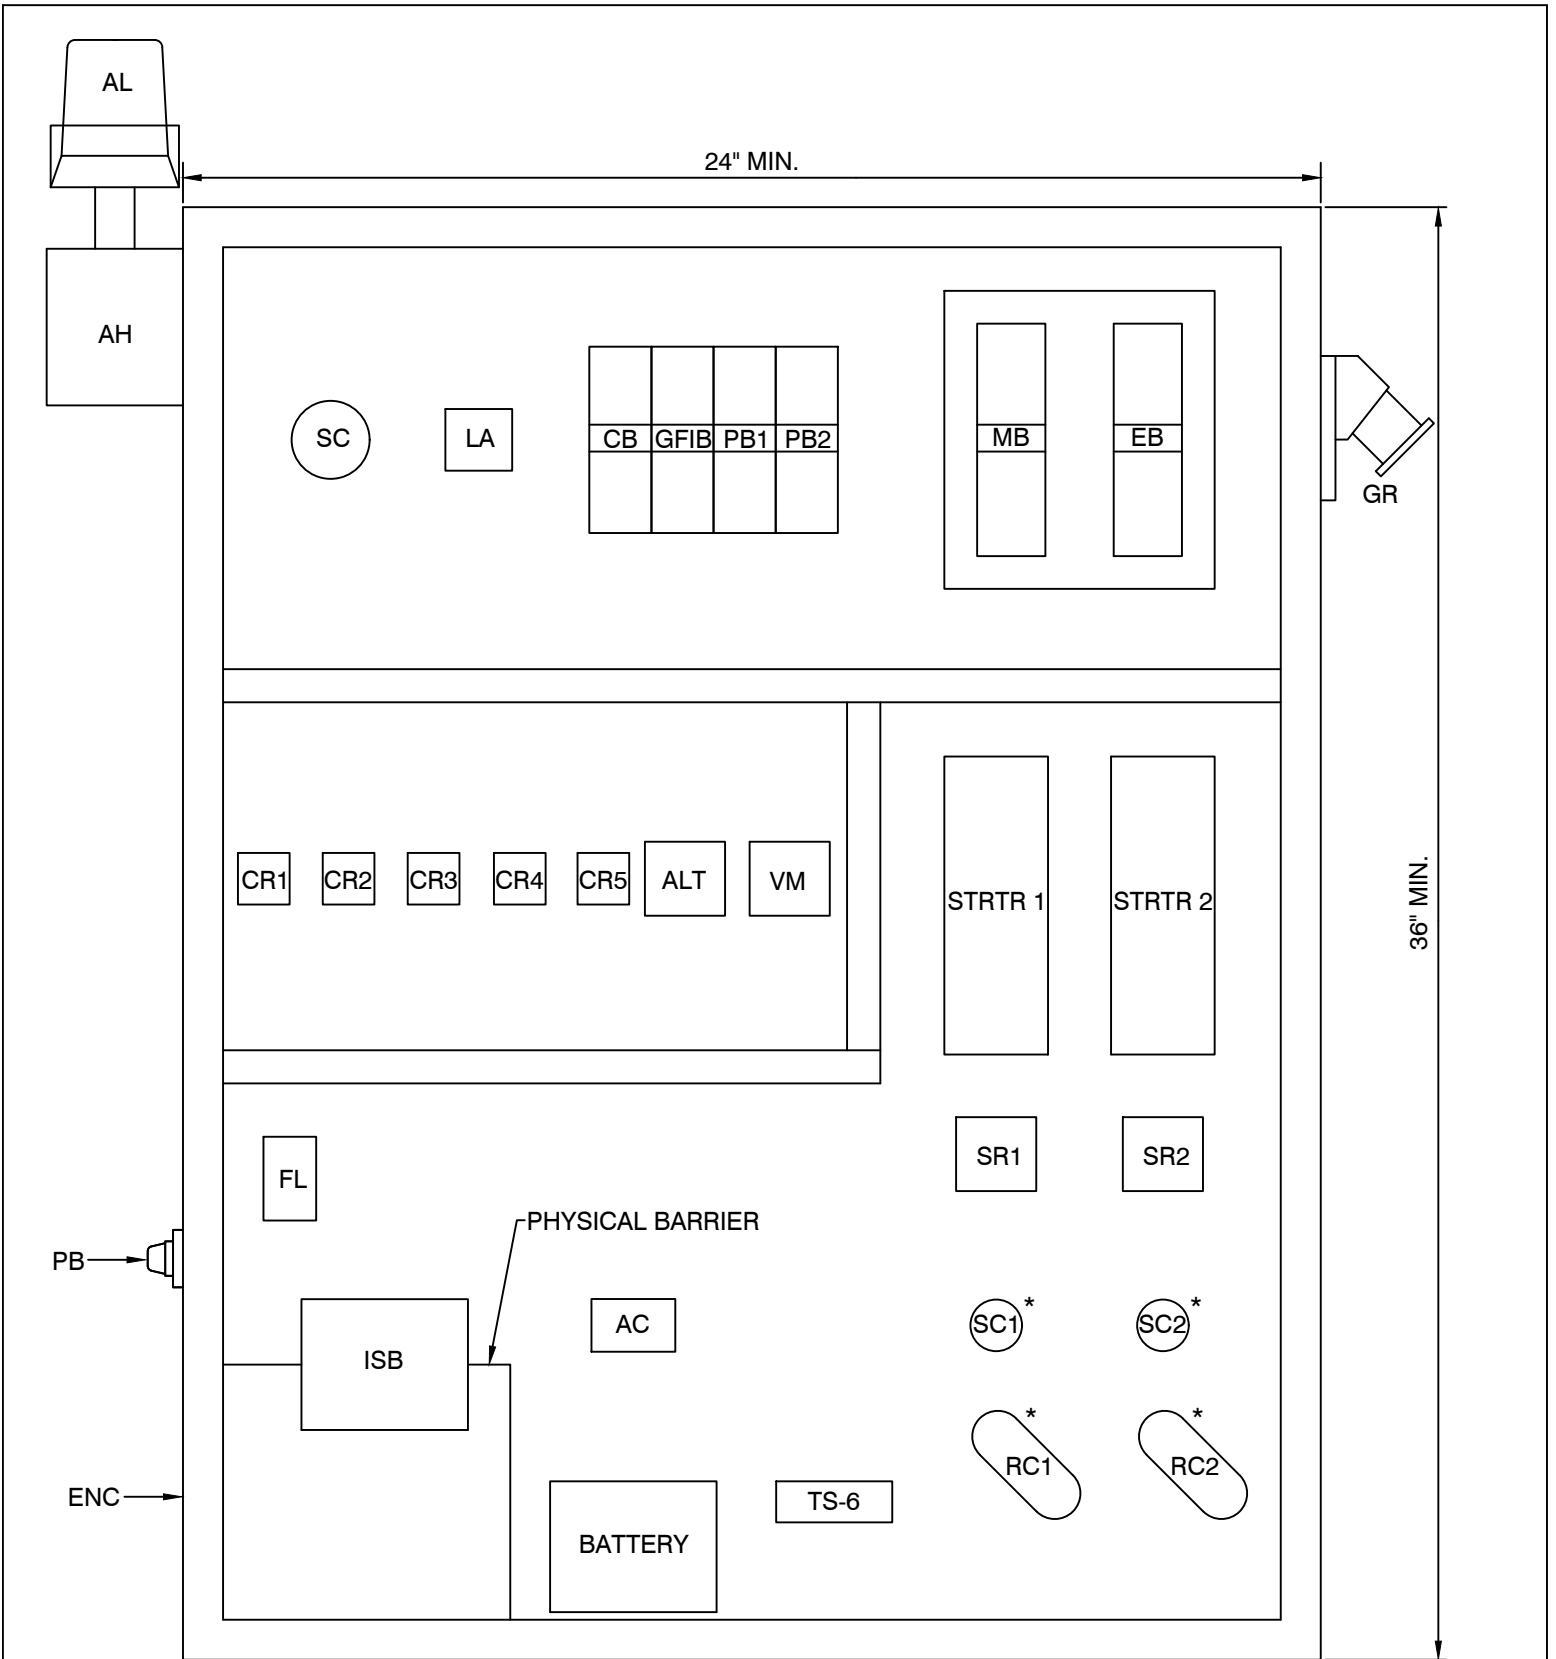 AL
24" MIN.
AH
SC
LA
CB
GFIB
PB1
PB2
MB
EB
GR
CR1
CR2
CR3
CR4
CR5
ALT
VM
STRTR 1
STRTR 2
36" MIN.
FL
SR1
SR2
PHYSICAL BARRIER
PB
ISB
AC
SC1*
SC2*
RC1*
RC2*
ENC
TS-6
BATTERY